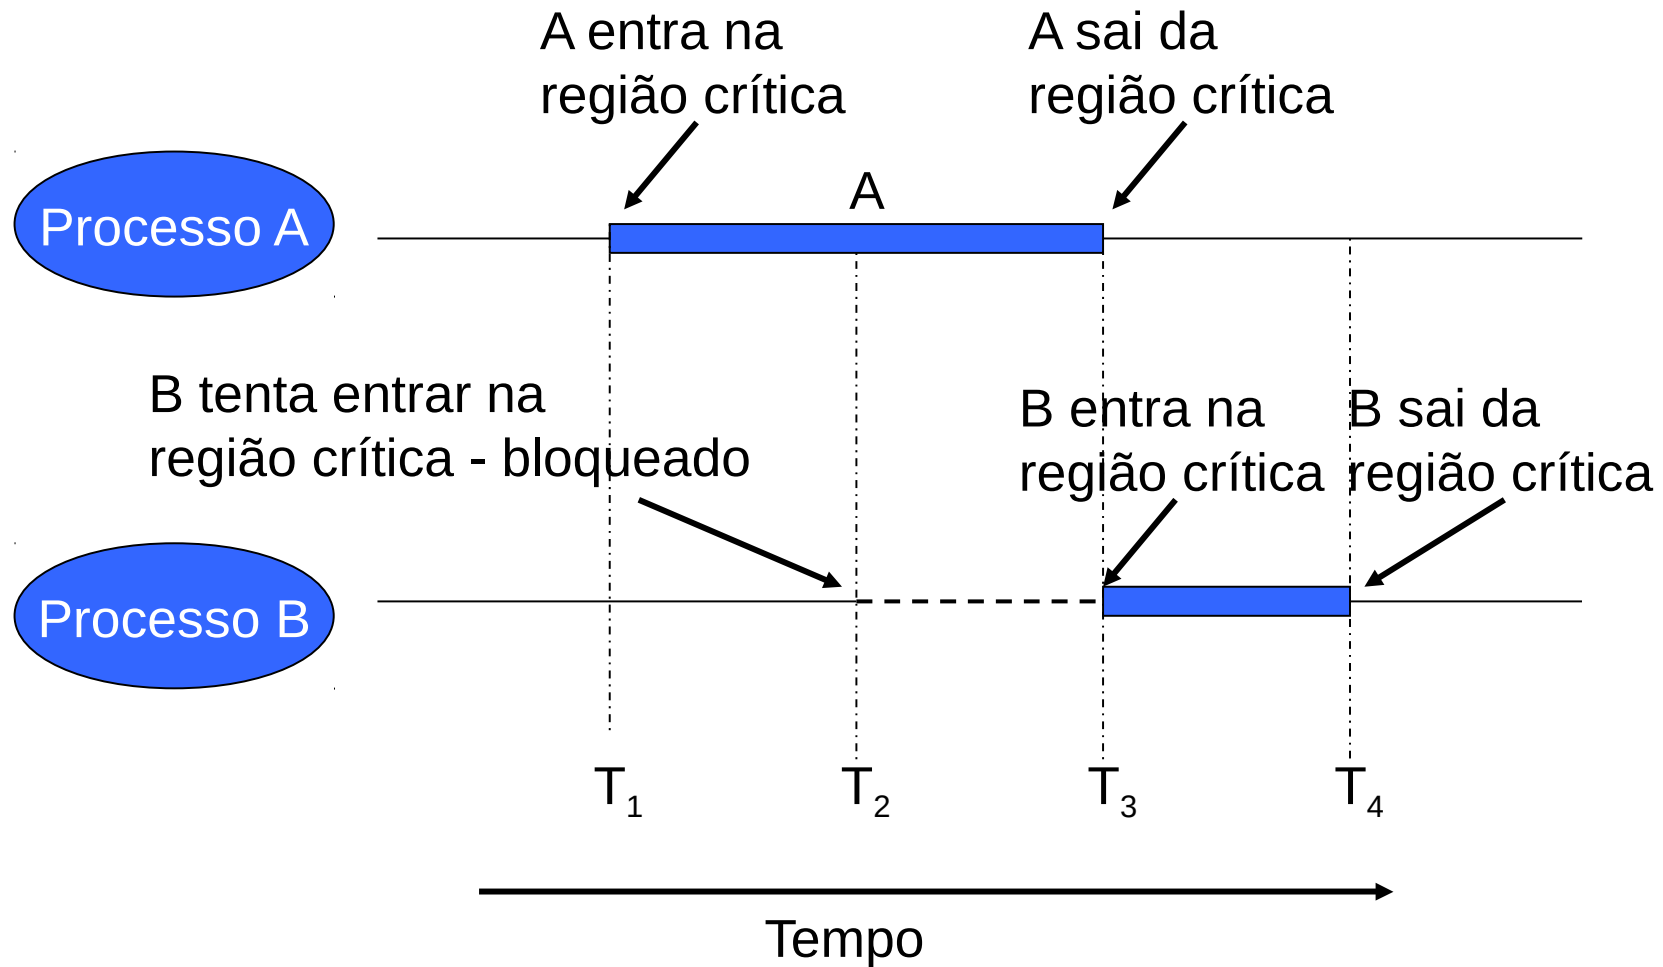 A entra na
região crítica
A sai da
região crítica
A
Processo A
B tenta entrar na
região crítica - bloqueado
B entra na
região crítica
B sai da
região crítica
Processo B
T1
T2
T3
T4
Tempo